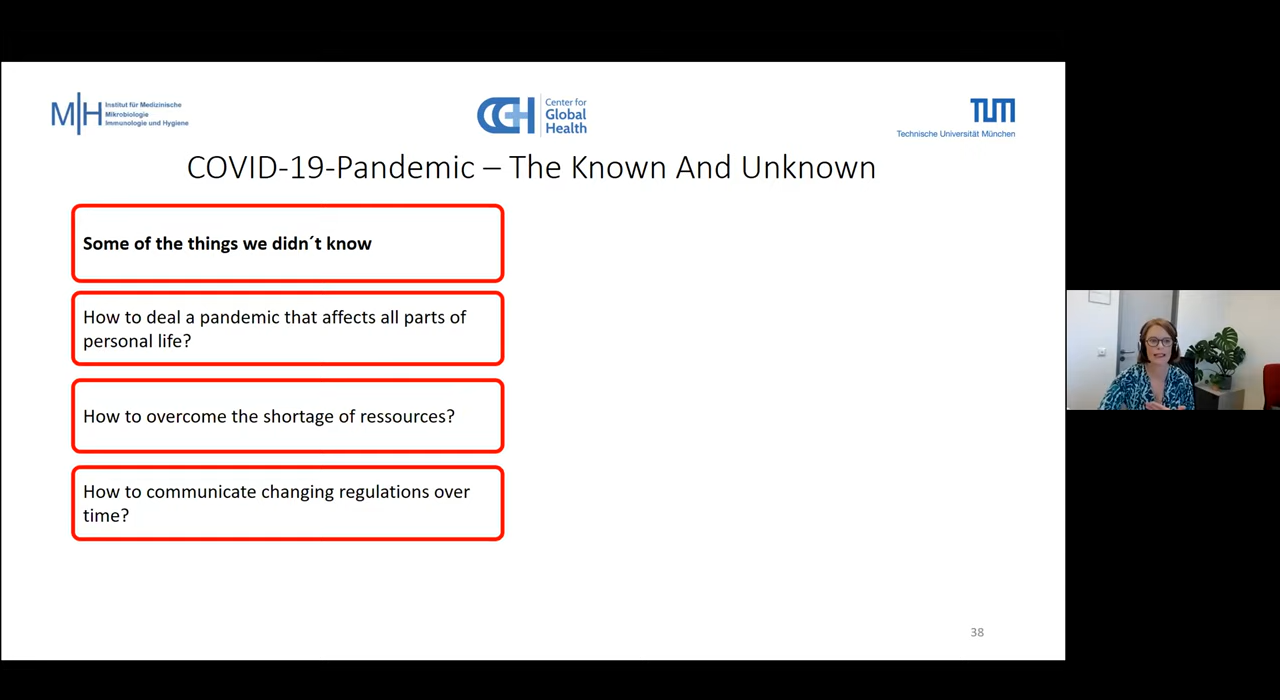 M|H Institut für Medizinische
Mikrobiologie
Immunologie und Hygiene
CGH Center for
Global
Health
TUM
Technische Universität München
COVID-19-Pandemic – The Known And Unknown
Some of the things we didn´t know
How to deal a pandemic that affects all parts of
personal life?
How to overcome the shortage of ressources?
How to communicate changing regulations over
time?
38